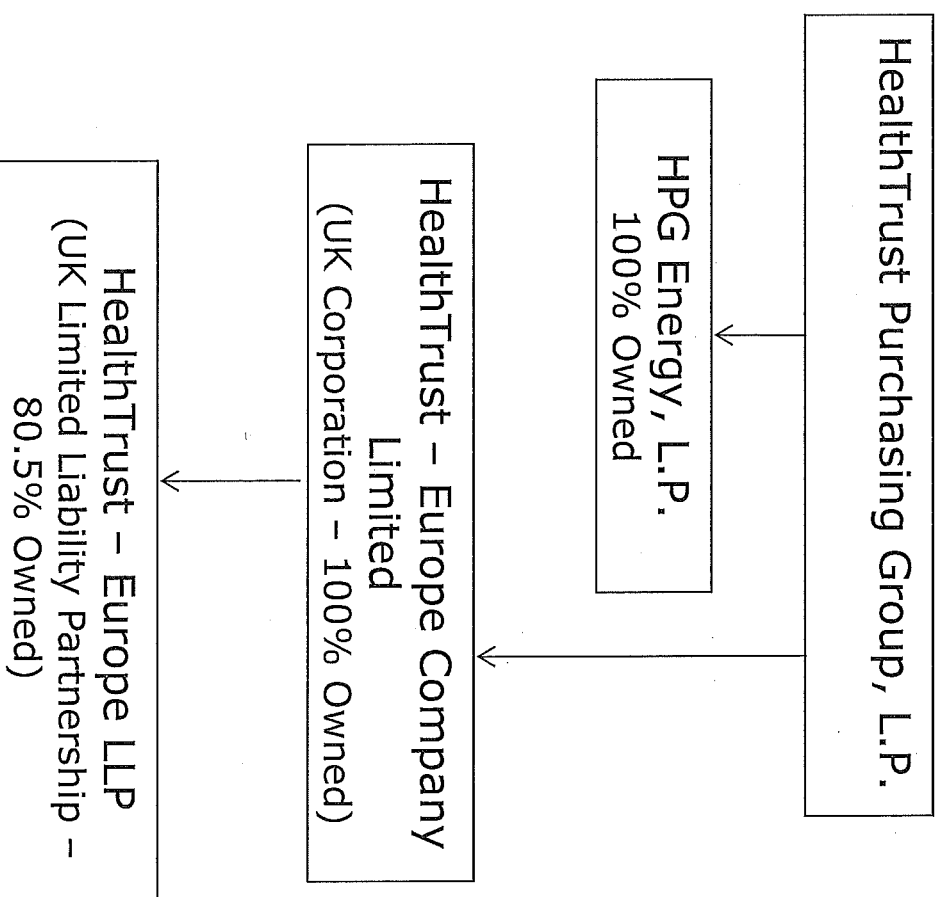 HealthTrust Purchasing Group, L.P.
HPG Energy, L.P.
100% Owned
HealthTrust – Europe Company
Limited
(UK Corporation – 100% Owned)
HealthTrust – Europe LLP
(UK Limited Liability Partnership –
80.5% Owned)